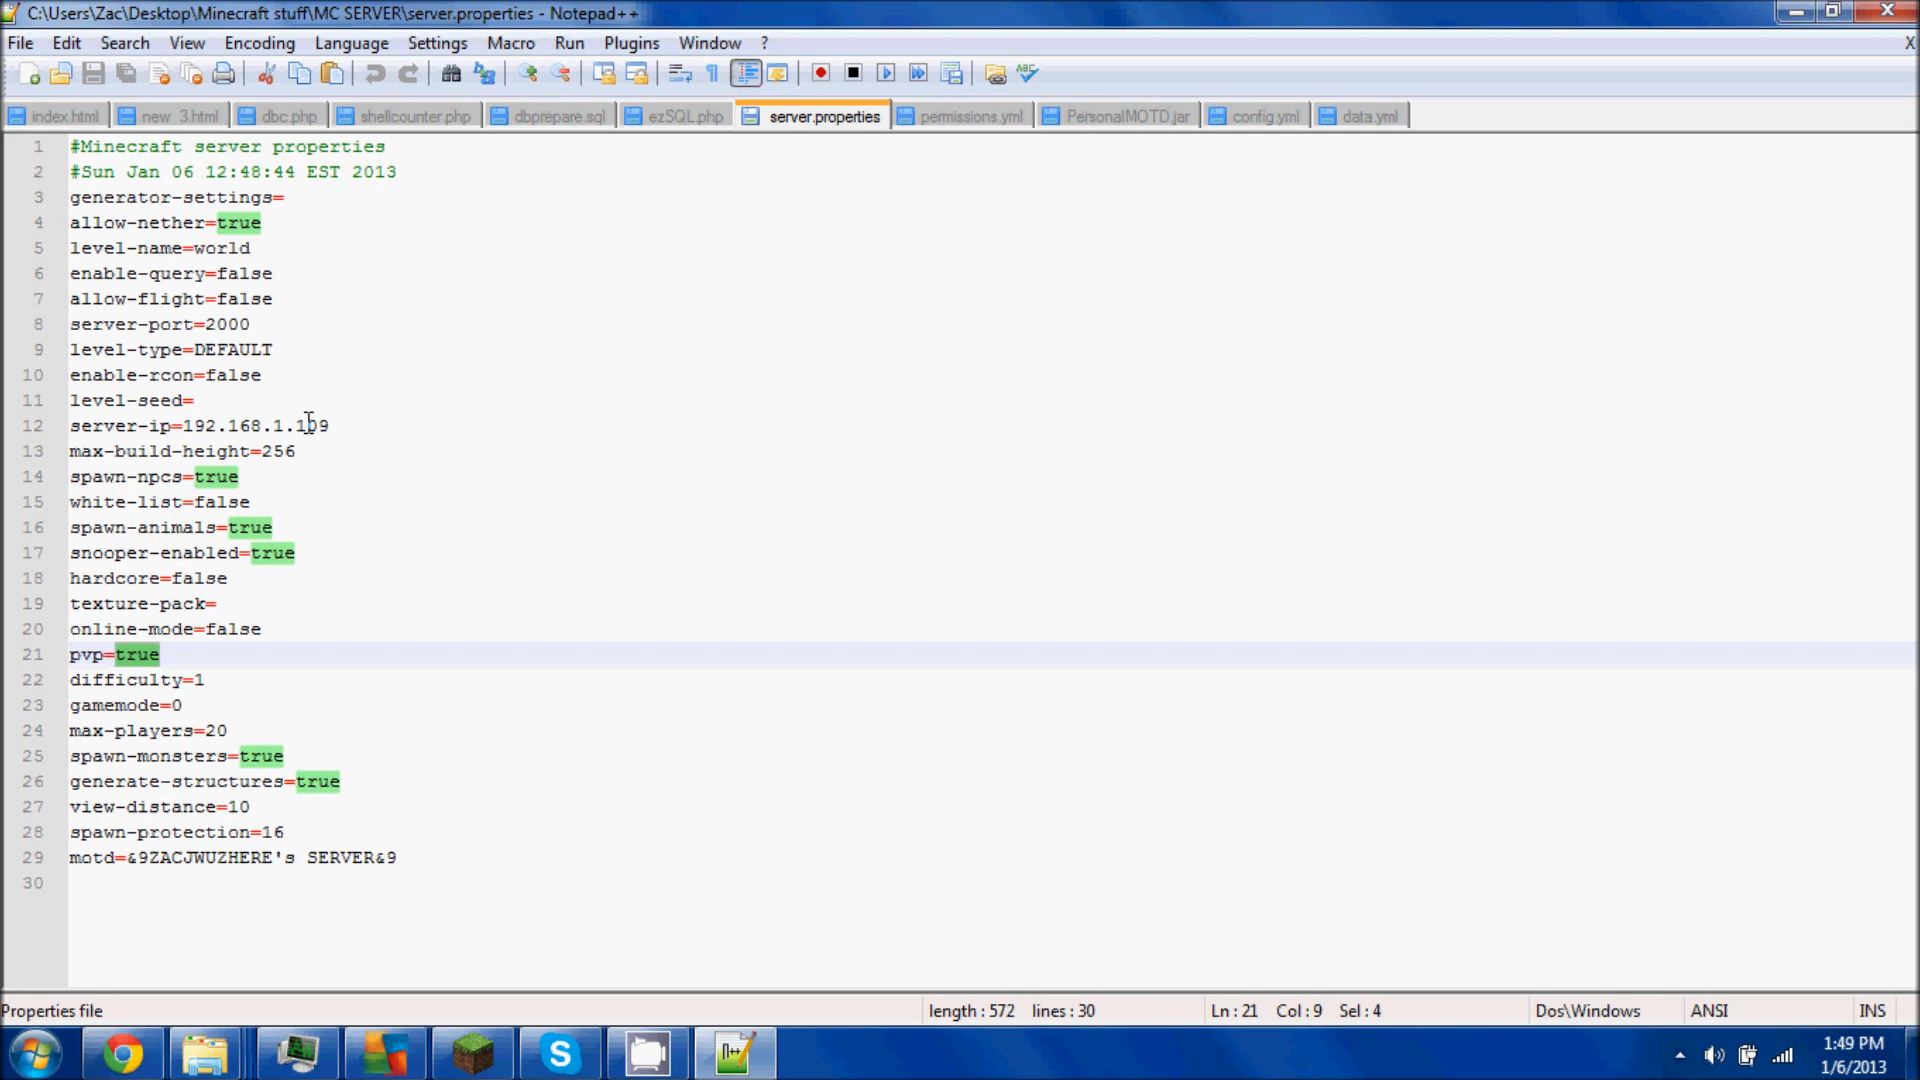 C:\Users\Zac\Desktop\Minecraft stuff\MC SERVER\server.properties - Notepad++
File Edit Search View Encoding Language Settings Macro Run Plugins Window ? X
index.html new 3.html dbc.php shellcounter.php dbprepare.sql ezSQL.php server.properties permissions.yml PersonalMOTD.jar config.yml data.yml
1 #Minecraft server properties
2 #Sun Jan 06 12:48:44 EST 2013
3 generator-settings=
4 allow-nether=true
5 level-name=world
6 enable-query=false
7 allow-flight=false
8 server-port=2000
9 level-type=DEFAULT
10 enable-rcon=false
11 level-seed=
12 server-ip=192.168.1.109
13 max-build-height=256
14 spawn-npcs=true
15 white-list=false
16 spawn-animals=true
17 snooper-enabled=true
18 hardcore=false
19 texture-pack=
20 online-mode=false
21 pvp=true
22 difficulty=1
23 gamemode=0
24 max-players=20
25 spawn-monsters=true
26 generate-structures=true
27 view-distance=10
28 spawn-protection=16
29 motd=&9ZACJWUZHERE's SERVER&9
30
Properties file length : 572 lines : 30 Ln : 21 Col : 9 Sel : 4 Dos\Windows ANSI INS
1:49 PM
1/6/2013